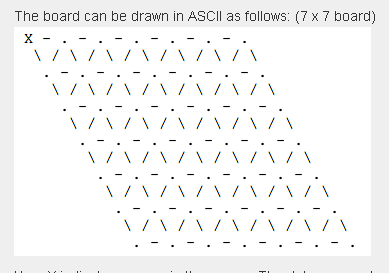 The board can be drawn in ASCII as follows: (7 x 7 board)
X - . - . - . - . - . - .
 \ / \ / \ / \ / \ / \ / \
  . - . - . - . - . - . - .
   \ / \ / \ / \ / \ / \ / \
    . - . - . - . - . - . - .
     \ / \ / \ / \ / \ / \ / \
      . - . - . - . - . - . - .
       \ / \ / \ / \ / \ / \ / \
        . - . - . - . - . - . - .
         \ / \ / \ / \ / \ / \ / \
          . - . - . - . - . - . - .
           \ / \ / \ / \ / \ / \ / \
            . - . - . - . - . - . - .